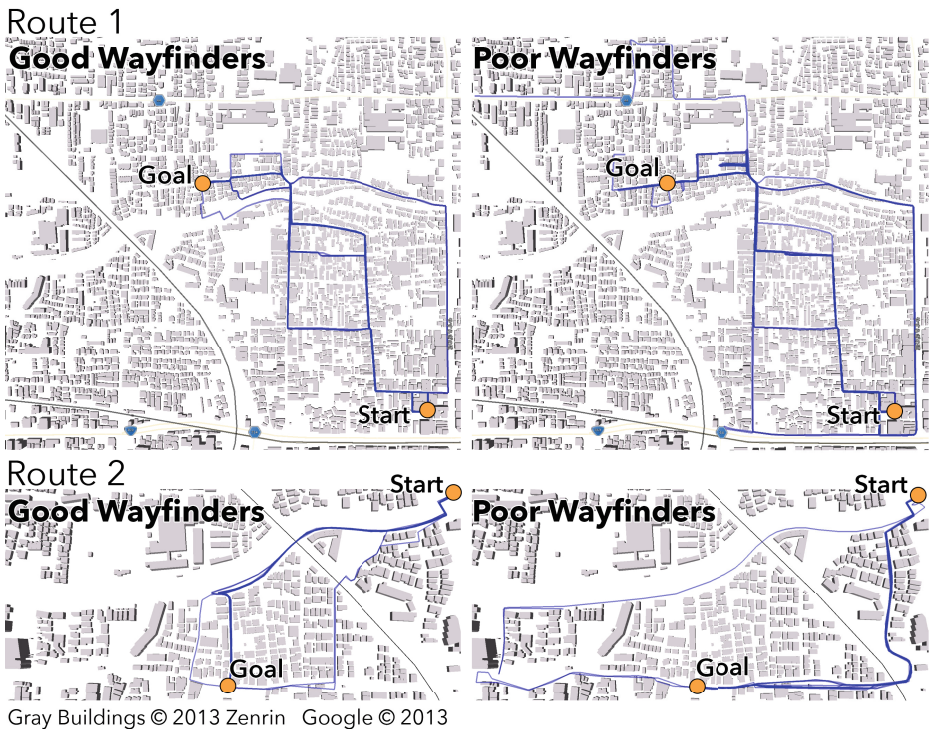 Route 1
Good Wayfinders
Poor Wayfinders
Goal
Goal
Start
Start
Route 2
Start
Start
Good Wayfinders
Poor Wayfinders
Goal
Goal
Gray Buildings © 2013 Zenrin Google © 2013